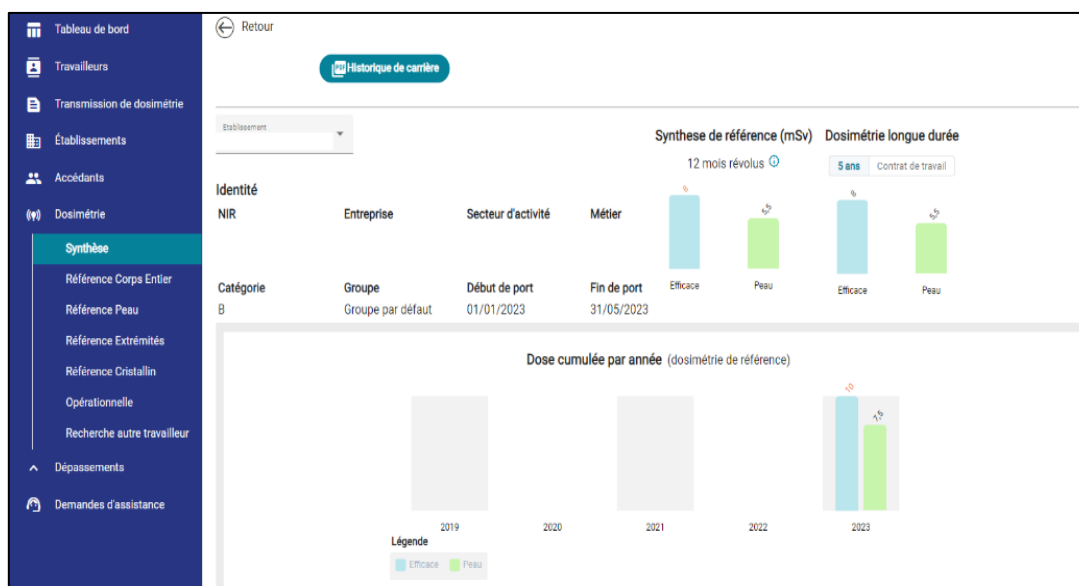 Tableau de bord
Travailleurs
Transmission de dosimétrie
Établissements
Accédants
Dosimétrie
Synthèse
Référence Corps Entier
Référence Peau
Référence Extrémités
Référence Cristallin
Opérationnelle
Recherche autre travailleur
Dépassements
Demandes d'assistance
Retour
PDF Historique de carrière
Etablissement
Synthese de référence (mSv)
12 mois révolus
Dosimétrie longue durée
5 ans Contrat de travail
5,5
5,5
Efficace Peau
Efficace Peau
Identité
NIR Entreprise Secteur d'activité Métier
Catégorie Groupe Début de port Fin de port
B Groupe par défaut 01/01/2023 31/05/2023
Dose cumulée par année (dosimétrie de référence)
10
7,5
2019 2020 2021 2022 2023
Légende
Efficace Peau